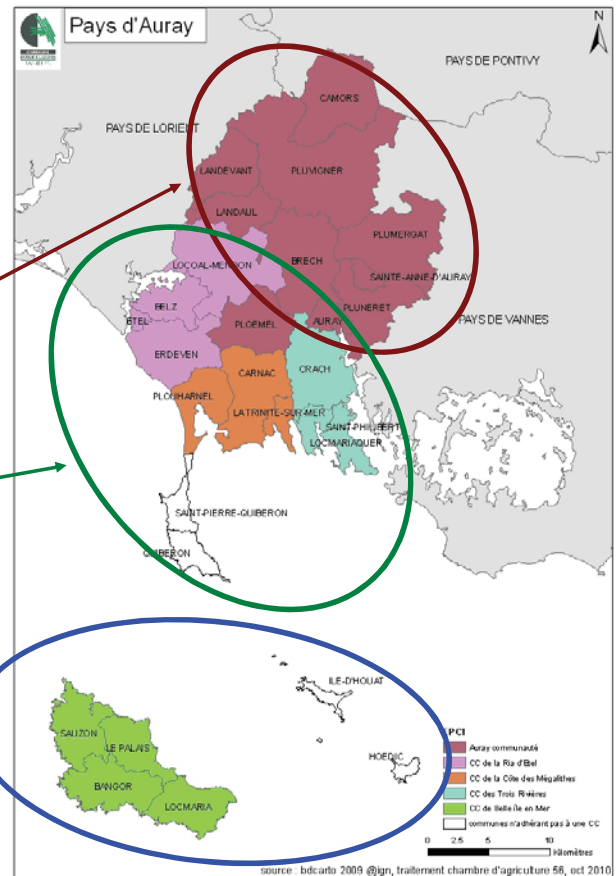 Pays d'Auray
N
PAYS DE PONTIVY
CAMORS
PAYS DE LORIENT
LANDEVANT
PLUVIGNER
LANDAUL
PLUMERGAT
LOCOAL-MENDON
BRECH
SAINTE-ANNE-D'AURAY
BELZ
PLUNERET
ETEL
PLOEMEL
AURAY
PAYS DE VANNES
ERDEVEN
CARNAC
CRACH
PLOUHARNEL
LA TRINITE-SUR-MER
SAINT-PHILIBERT
LOCMARIAQUER
SAINT-PIERRE-QUIBERON
QUIBERON
ILE-D'HOUAT
SAUZON
LE PALAIS
HOEDIC
BANGOR
LOCMARIA
EPCI
Auray communauté
CC de la Ria d'Etel
CC de la Côte des Mégalithes
CC des Trois Rivières
CC de Belle île en Mer
communes n'adhérant pas à une CC
0 2.5 5 10
Kilomètres
source : bdcarto 2009 @ign, traitement chambre d'agriculture 56, oct 2010